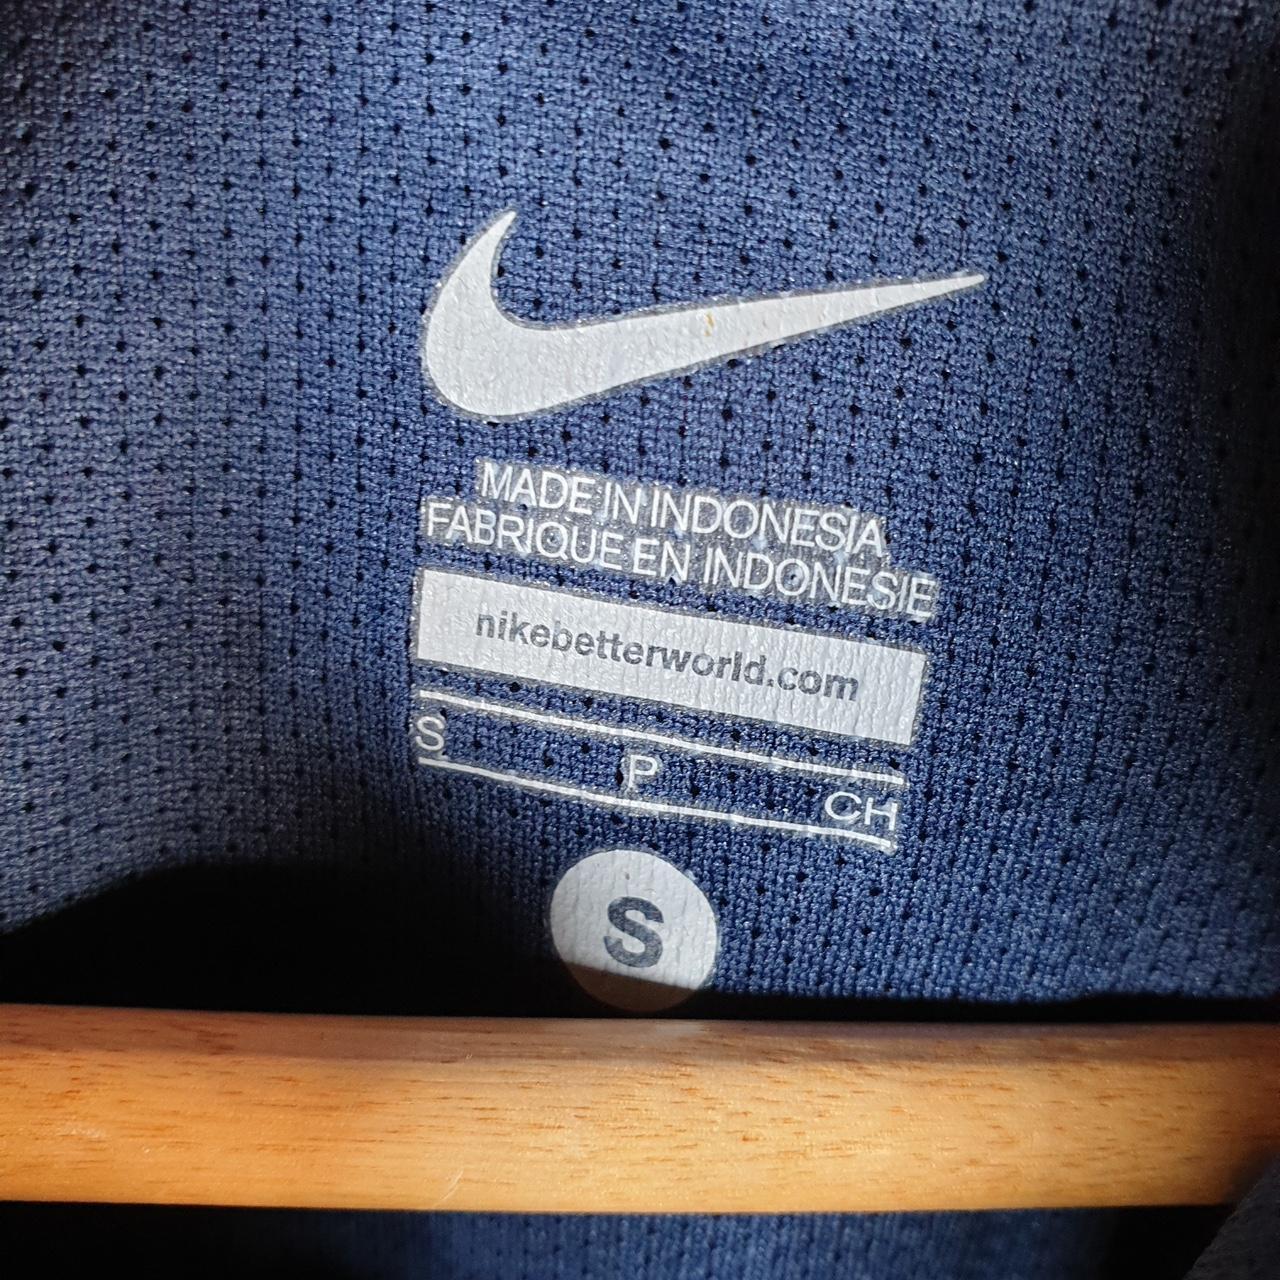 MADE IN INDONESIA
FABRIQUE EN INDONESIE
nikebetterworld.com
S P CH
S